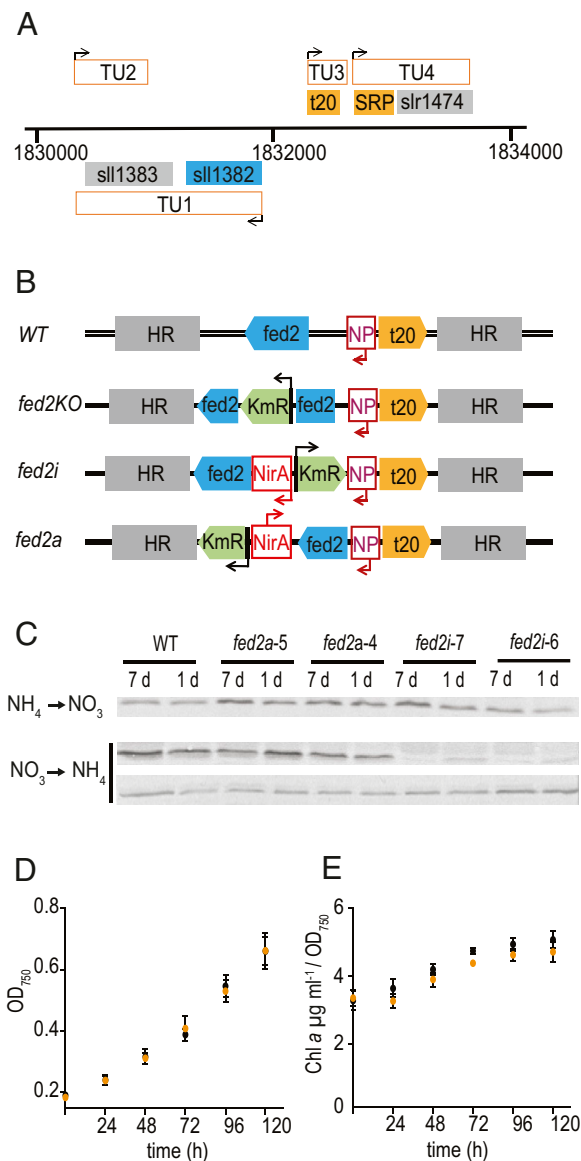 A
TU2
TU3
TU4
t20
SRP
slr1474
1830000
1832000
1834000
sll1383
sll1382
TU1
B
WT
HR
fed2
NP
t20
HR
fed2KO
HR
fed2
KmR
fed2
NP
t20
HR
fed2i
HR
fed2
NirA
KmR
NP
t20
HR
fed2a
HR
KmR
NirA
fed2
NP
t20
HR
C
WT
fed2a-5
fed2a-4
fed2i-7
fed2i-6
7 d 1 d 7 d 1 d 7 d 1 d 7 d 1 d 7 d 1 d
NH4 → NO3
NO3 → NH4
D
0.8
0.6
0.4
0.2
OD750
24 48 72 96 120
time (h)
E
6
4
2
0
Chl a µg ml⁻¹ / OD750
24 48 72 96 120
time (h)